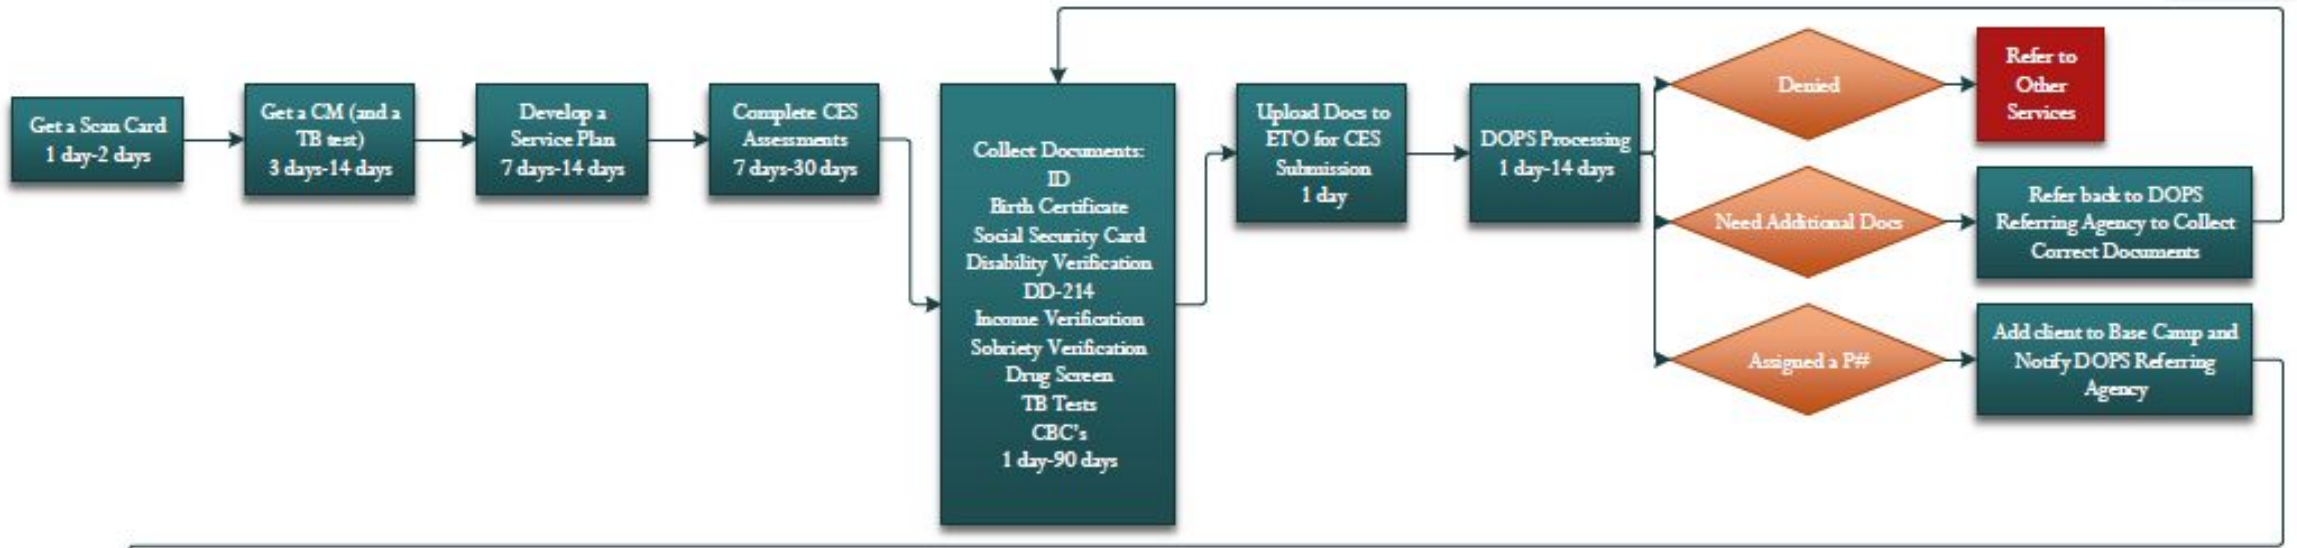 Get a Scan Card
1 day-2 days
Get a CM (and a
TB test)
3 days-14 days
Develop a
Service Plan
7 days-14 days
Complete CES
Assessments
7 days-30 days
Collect Documents:
ID
Birth Certificate
Social Security Card
Disability Verification
DD-214
Income Verification
Sobriety Verification
Drug Screen
TB Tests
CBC's
1 day-90 days
Upload Docs to
ETO for CES
Submission
1 day
DOPS Processing
1 day-14 days
Denied
Refer to
Other
Services
Need Additional Docs
Refer back to DOPS
Referring Agency to Collect
Correct Documents
Assigned a P#
Add client to Base Camp and
Notify DOPS Referring
Agency